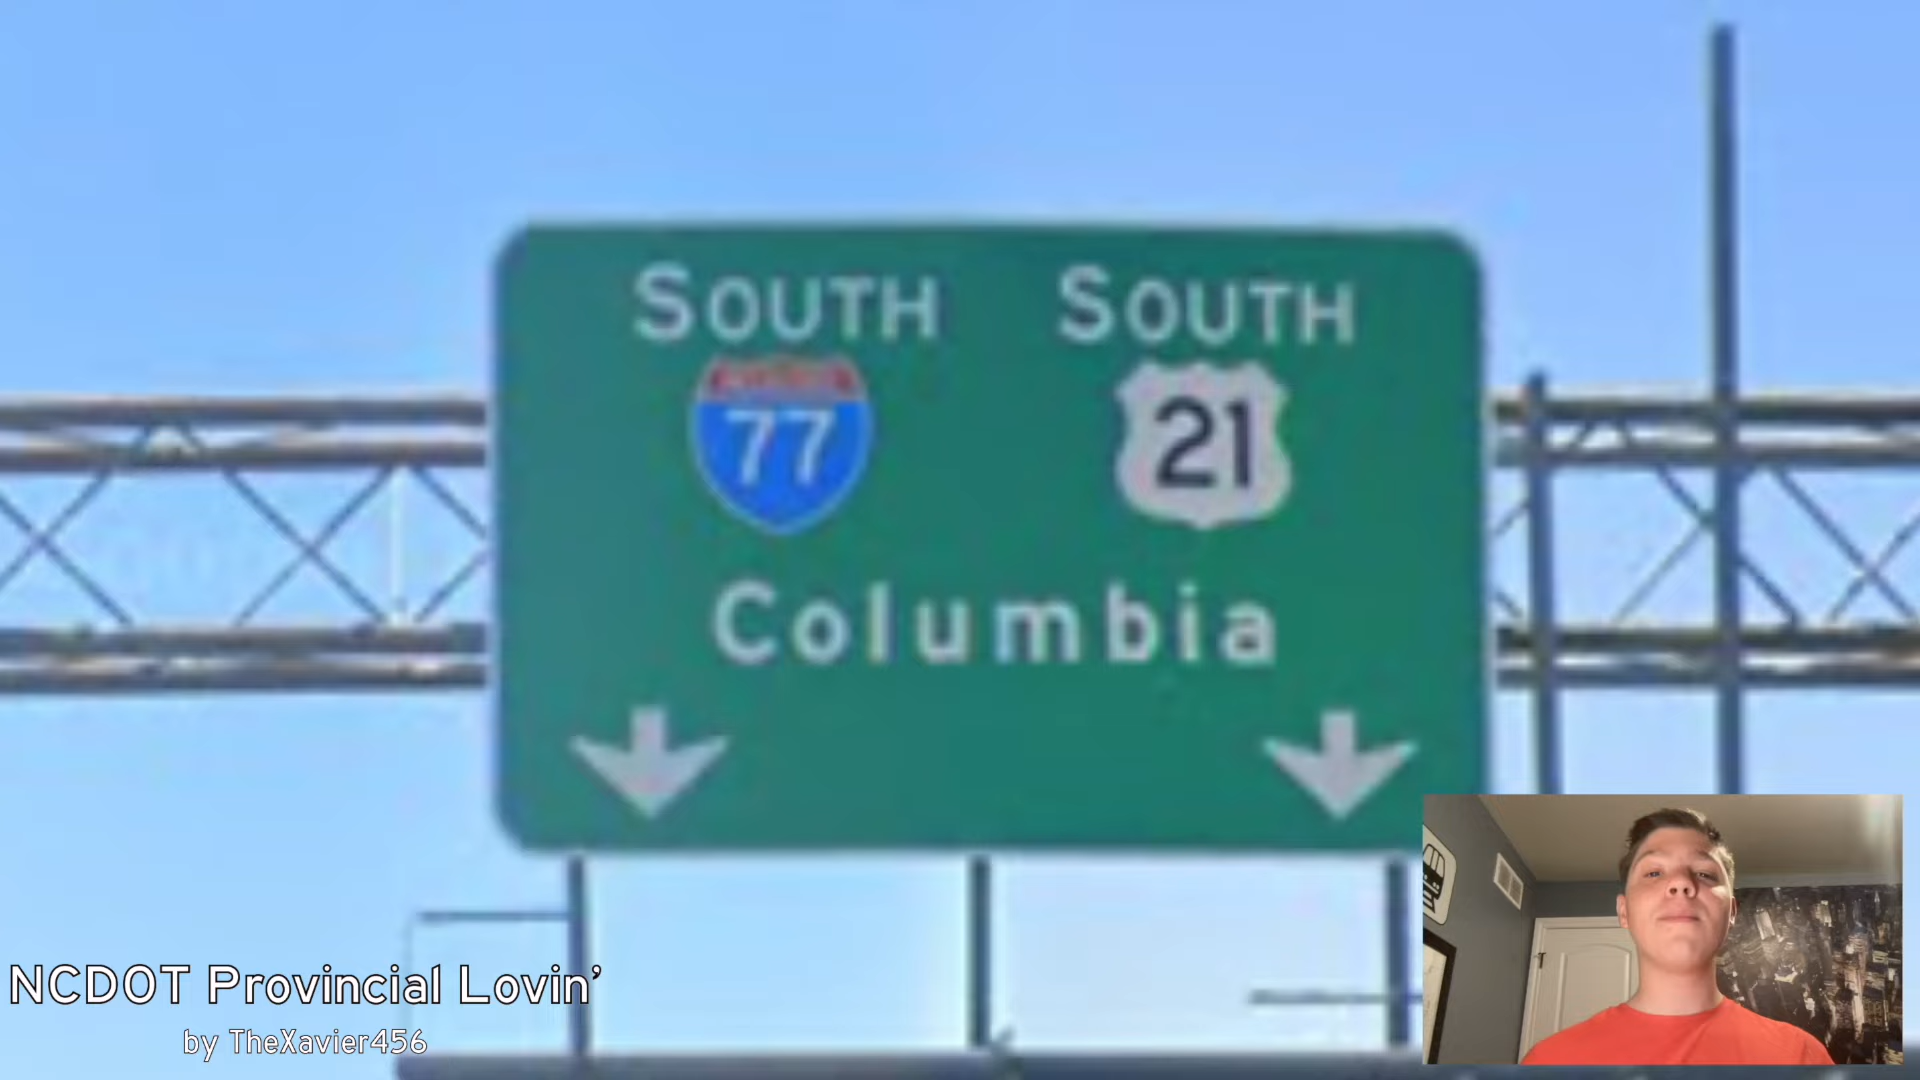 SOUTH SOUTH
77 21
Columbia
NCDOT Provincial Lovin'
by TheXavier456